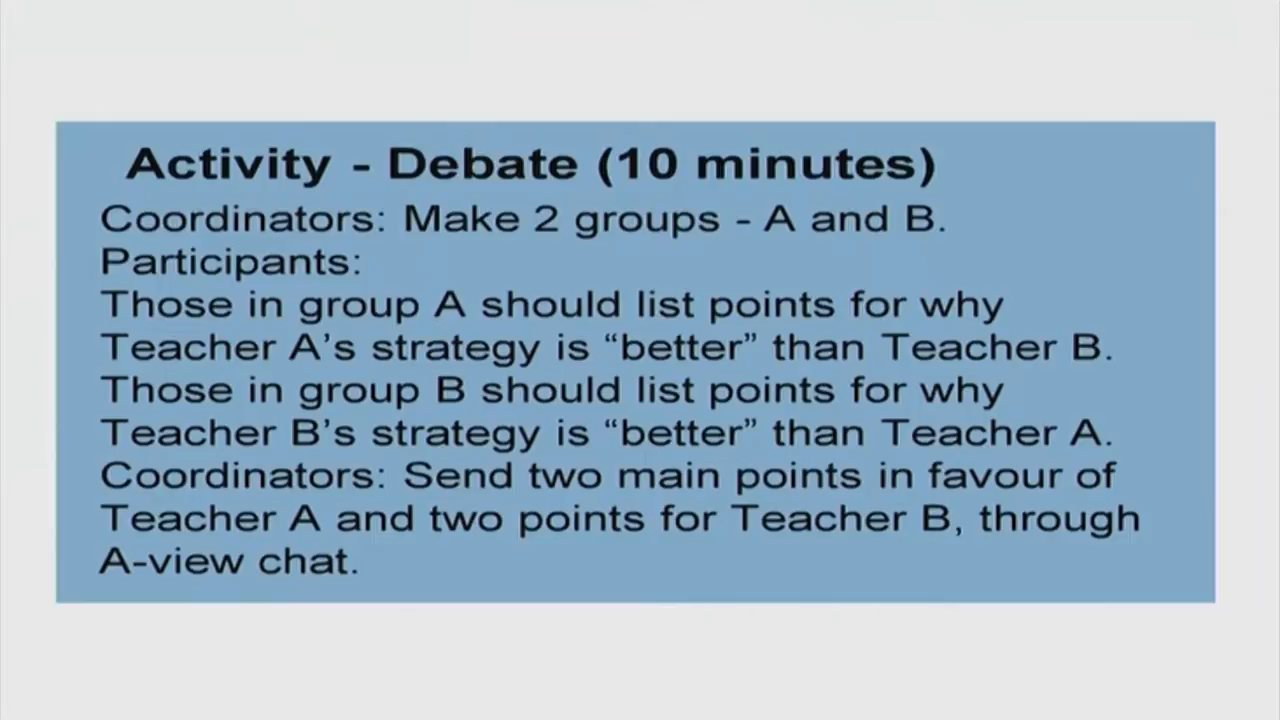 Activity - Debate (10 minutes)
Coordinators: Make 2 groups - A and B.
Participants:
Those in group A should list points for why
Teacher A's strategy is “better” than Teacher B.
Those in group B should list points for why
Teacher B's strategy is “better” than Teacher A.
Coordinators: Send two main points in favour of
Teacher A and two points for Teacher B, through
A-view chat.